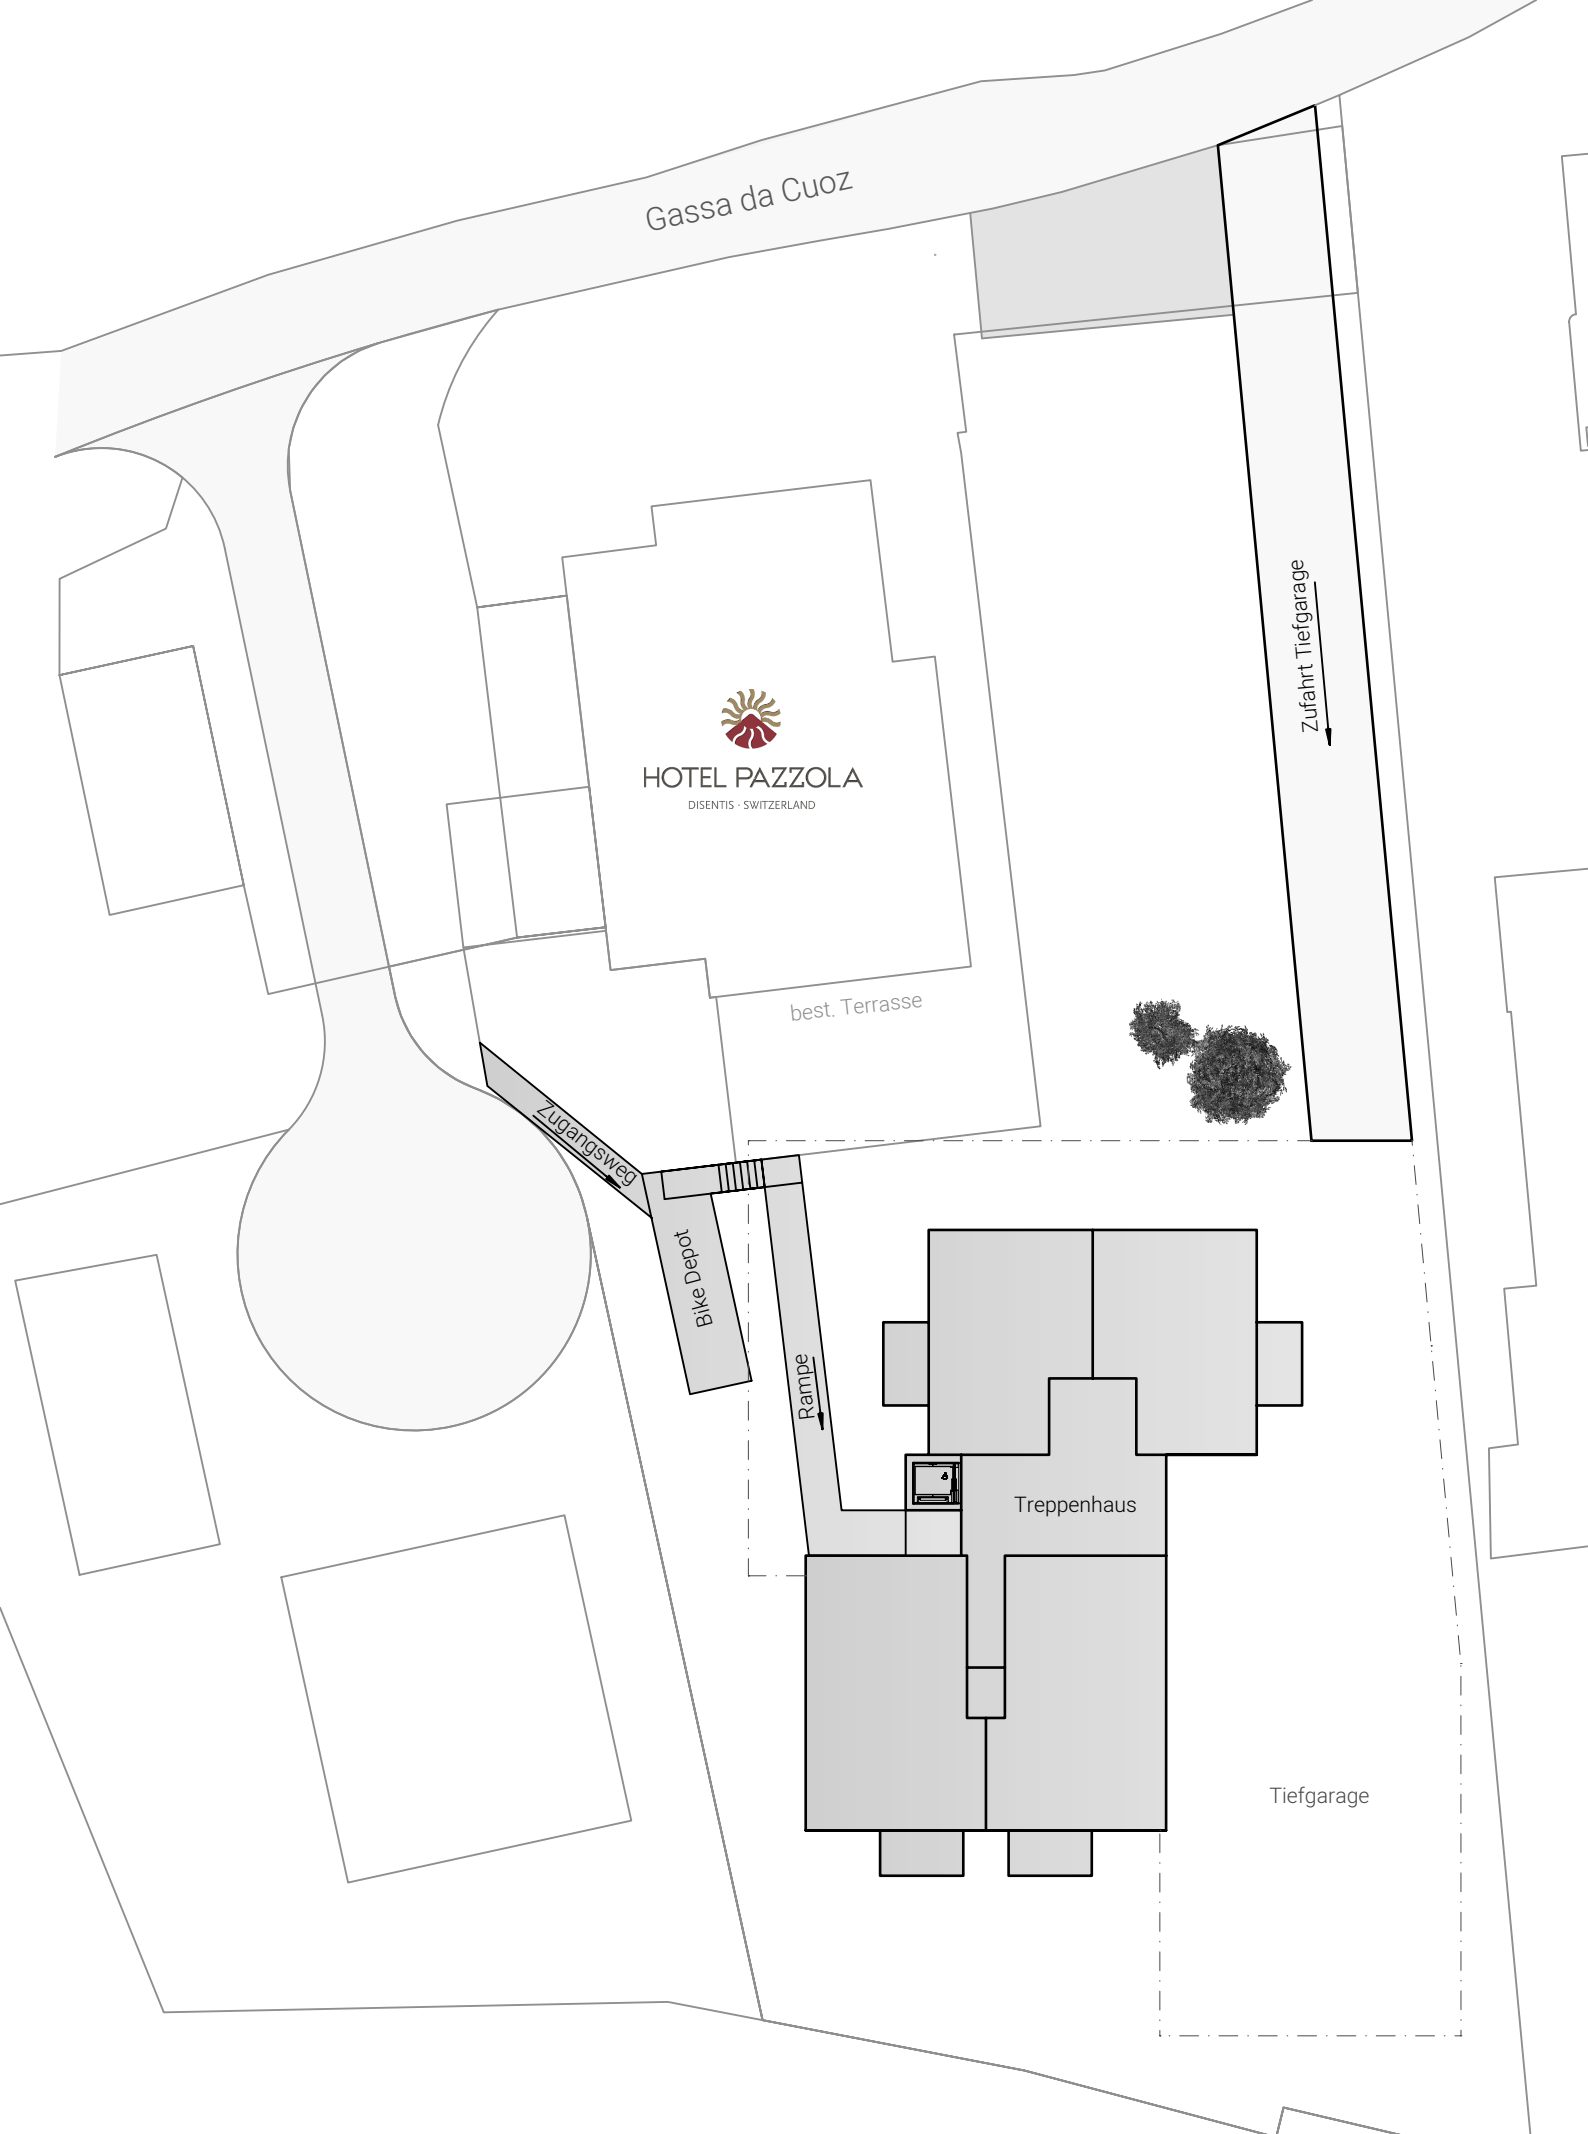 Gassa da Cuoz
Zufahrt Tiefgarage
HOTEL PAZZOLA
DISENTIS · SWITZERLAND
best. Terrasse
Zugangsweg
Bike Depot
Rampe
Treppenhaus
Tiefgarage